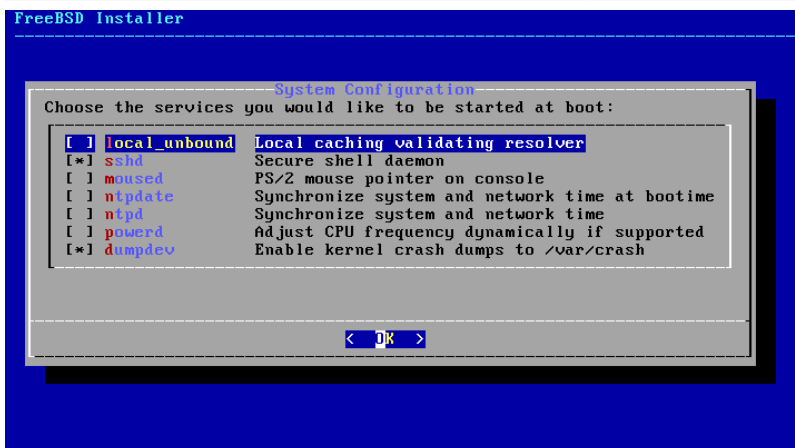 FreeBSD Installer
System Configuration
Choose the services you would like to be started at boot:
[ ] local_unbound Local caching validating resolver
[*] sshd Secure shell daemon
[ ] moused PS/2 mouse pointer on console
[ ] ntpdate Synchronize system and network time at bootime
[ ] ntpd Synchronize system and network time
[ ] powerd Adjust CPU frequency dynamically if supported
[*] dumpdev Enable kernel crash dumps to /var/crash
< OK >